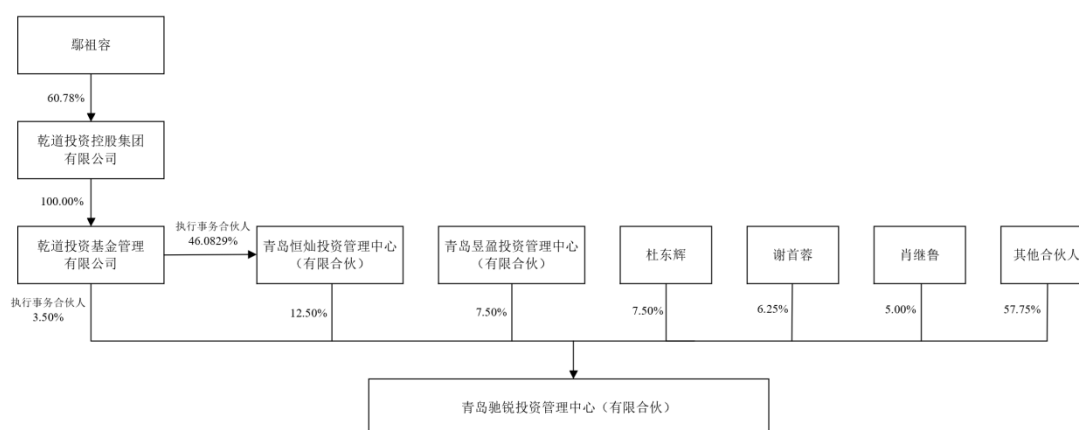 鄢祖容
60.78%
乾道投资控股集团
有限公司
100.00%
执行事务合伙人
46.0829%
乾道投资基金管理
有限公司
青岛恒灿投资管理中心
（有限合伙）
青岛昱盈投资管理中心
（有限合伙）
杜东辉
谢首蓉
肖继鲁
其他合伙人
执行事务合伙人
3.50%
12.50%
7.50%
7.50%
6.25%
5.00%
57.75%
青岛驰锐投资管理中心（有限合伙）